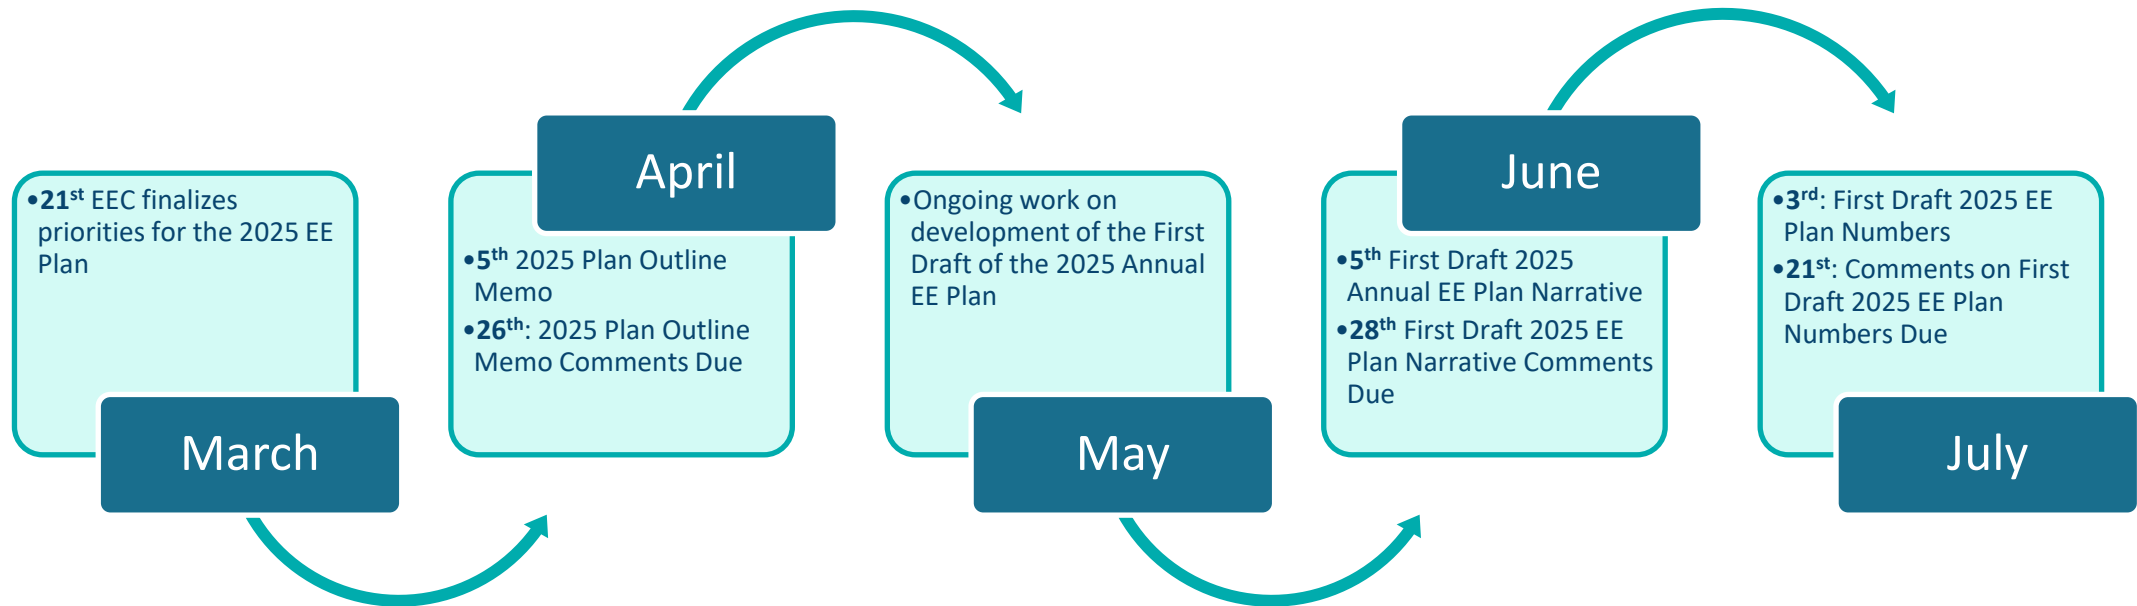 •21st EEC finalizes
priorities for the 2025 EE
Plan
March
April
•5th 2025 Plan Outline
Memo
•26th: 2025 Plan Outline
Memo Comments Due
•Ongoing work on
development of the First
Draft of the 2025 Annual
EE Plan
May
June
•5th First Draft 2025
Annual EE Plan Narrative
•28th First Draft 2025 EE
Plan Narrative Comments
Due
•3rd: First Draft 2025 EE
Plan Numbers
•21st: Comments on First
Draft 2025 EE Plan
Numbers Due
July